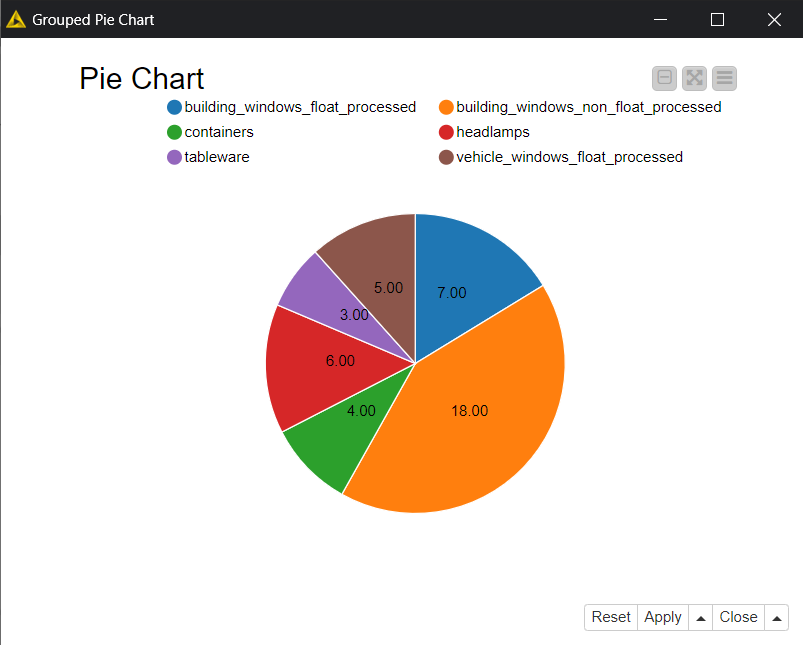 Grouped Pie Chart
Pie Chart
building_windows_float_processed building_windows_non_float_processed
containers headlamps
tableware vehicle_windows_float_processed
5.00 7.00
3.00
6.00
4.00 18.00
Reset Apply Close